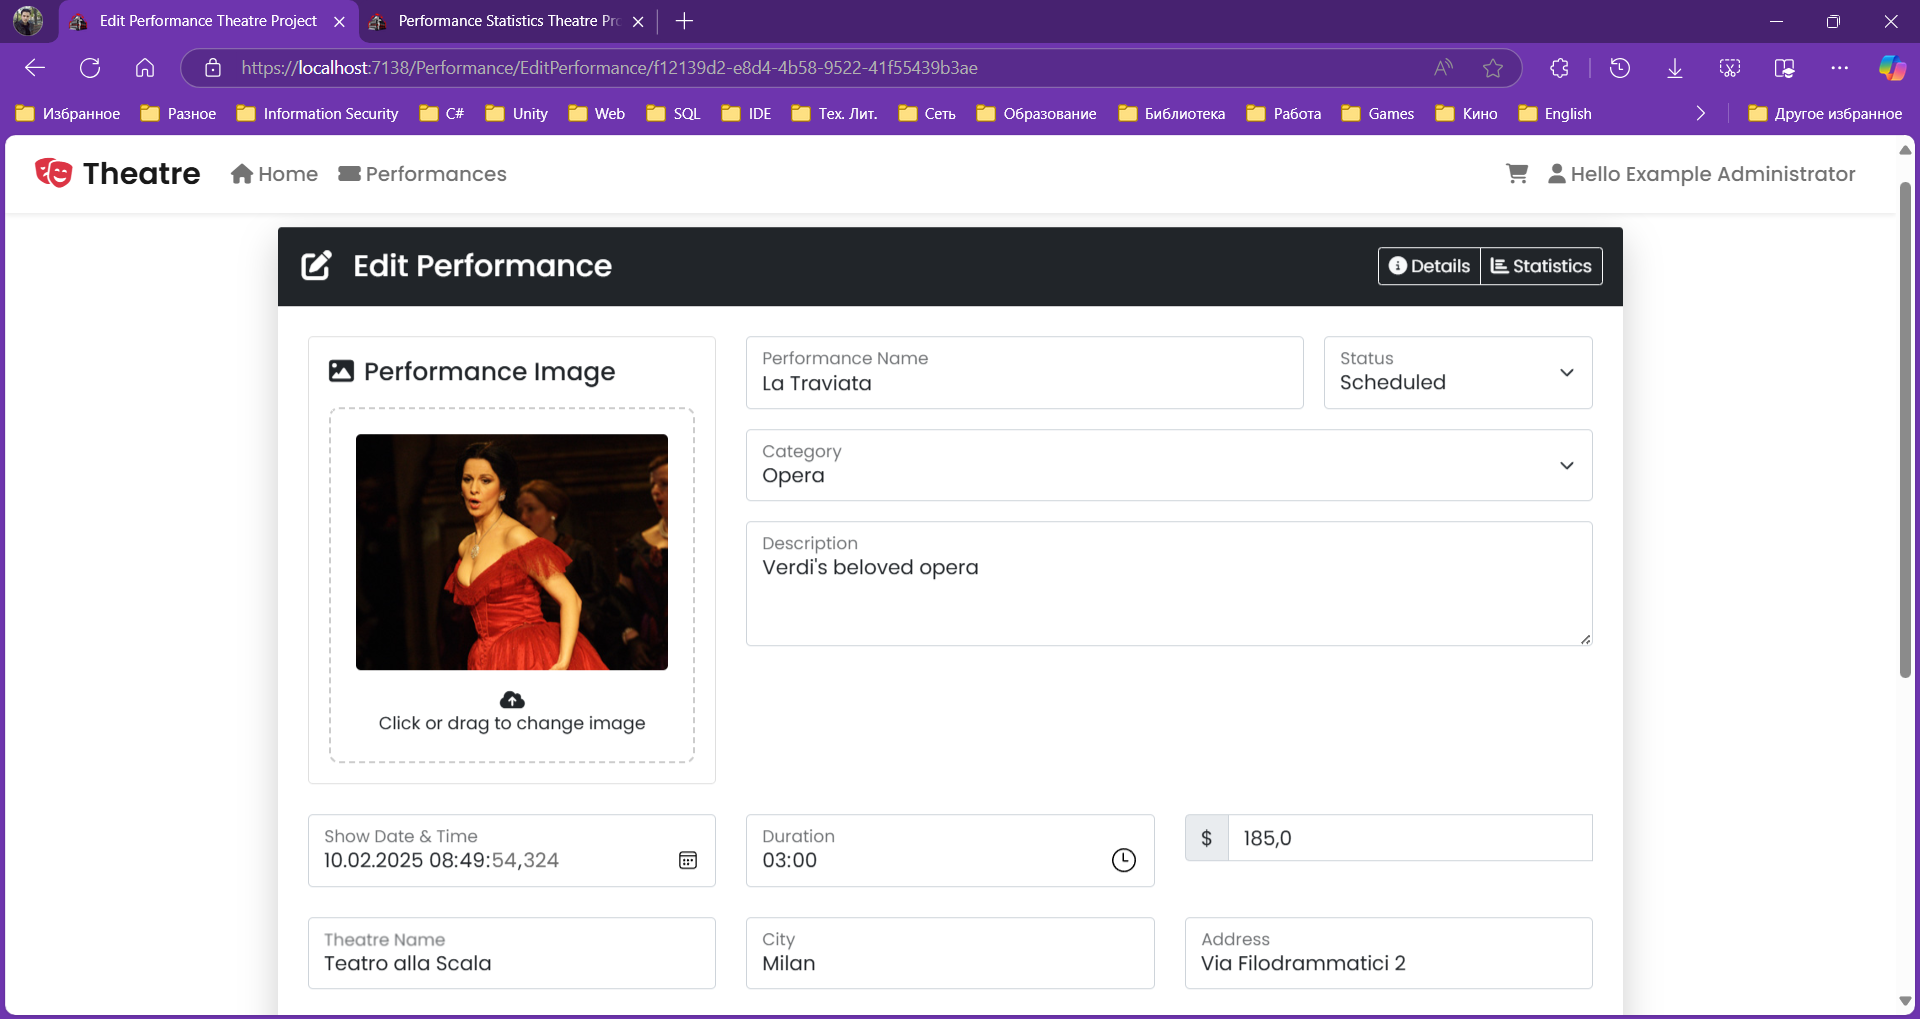 Edit Performance Theatre Project
Performance Statistics Theatre Pro
https://localhost:7138/Performance/EditPerformance/f12139d2-e8d4-4b58-9522-41f55439b3ae
Избранное Разное Information Security C# Unity Web SQL IDE Тех. Лит. Сеть Образование Библиотека Работа Games Кино English Другое избранное
Theatre Home Performances Hello Example Administrator
Edit Performance Details Statistics
Performance Image
Click or drag to change image
Performance Name
La Traviata
Status
Scheduled
Category
Opera
Description
Verdi's beloved opera
Show Date & Time
10.02.2025 08:49:54,324
Duration
03:00
$ 185,0
Theatre Name
Teatro alla Scala
City
Milan
Address
Via Filodrammatici 2